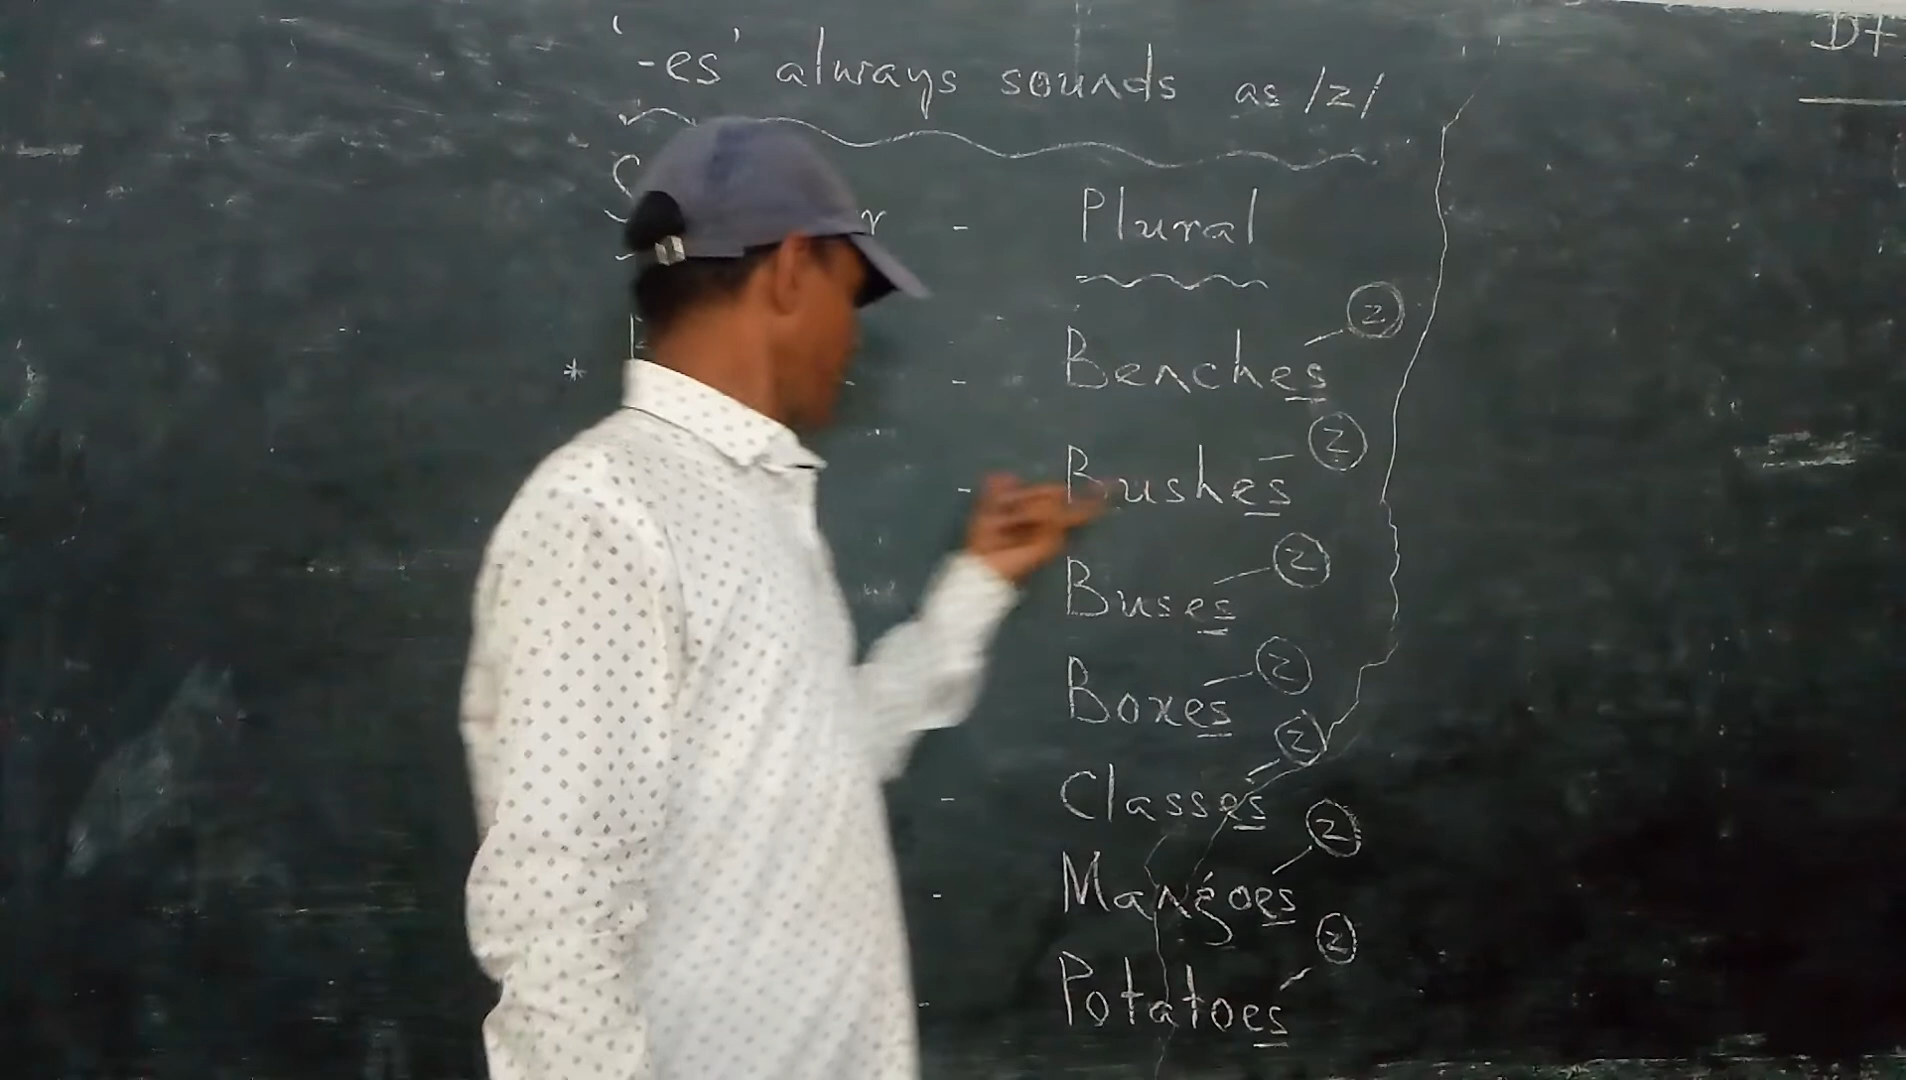 '-es' always sounds as /z/
Plural
* - Benches z
- Bushes z
Buses z
Boxes z
- Classes z
- Mangoes z
- Potatoes z